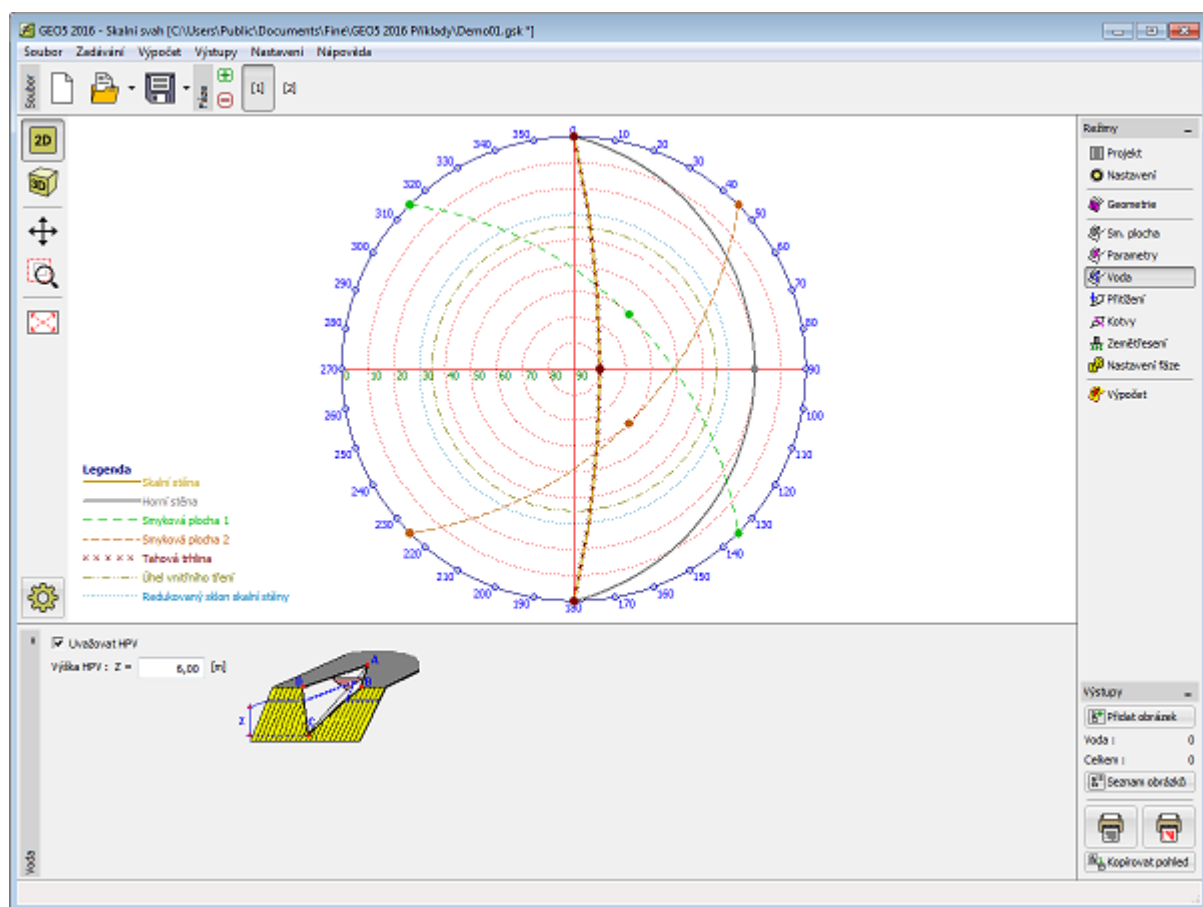 GEO5 2016 - Skalní svah [C:\Users\Public\Documents\Fine\GEO5 2016 Příklady\Demo01.gsk *]
Soubor Zadávání Výpočet Výstupy Nastavení Nápověda
Soubor
Fáze
[1] [2]
2D
3D
0 10 20 30 40 50 60 70 80 90 100 110 120 130 140 150 160 170 180 190 200 210 220 230 240 250 260 270 280 290 300 310 320 330 340 350
0 10 20 30 40 50 60 70 80 90
Legenda
Skalní stěna
Horní stěna
Smyková plocha 1
Smyková plocha 2
Tahová trhlina
Úhel vnitřního tření
Redukovaný sklon skalní stěny
Režimy
Projekt
Nastavení
Geometrie
Sm. plocha
Parametry
Voda
Přitížení
Kotvy
Zemětřesení
Nastavení fáze
Výpočet
Uvažovat HPV
Výška HPV : Z = 6,00 [m]
A
B
C
Z
Voda
Výstupy
Přidat obrázek
Voda : 0
Celkem : 0
Seznam obrázků
Kopírovat pohled